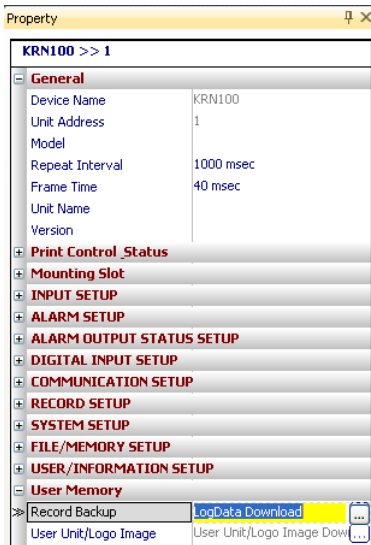 Property
KRN100 >> 1
General
Device Name KRN100
Unit Address 1
Model
Repeat Interval 1000 msec
Frame Time 40 msec
Unit Name
Version
Print Control_Status
Mounting Slot
INPUT SETUP
ALARM SETUP
ALARM OUTPUT STATUS SETUP
DIGITAL INPUT SETUP
COMMUNICATION SETUP
RECORD SETUP
SYSTEM SETUP
FILE/MEMORY SETUP
USER/INFORMATION SETUP
User Memory
Record Backup LogData Download ...
User Unit/Logo Image User Unit/Logo Image Dow ...